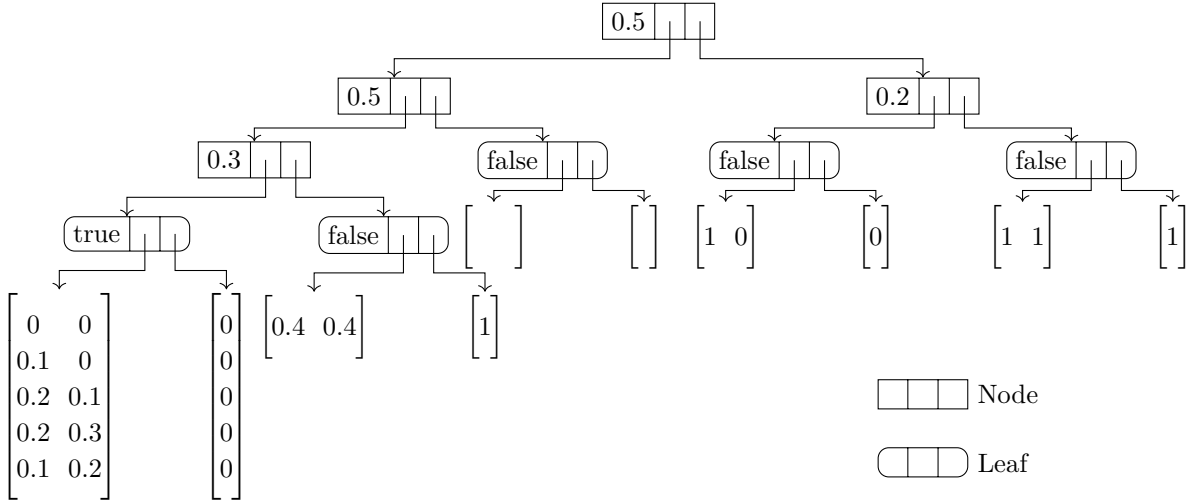 0.5
0.5 0.2
0.3 false false false
true false 1 0 0 1 1 1
0 0 0 0.4 0.4 1
0.1 0 0
0.2 0.1 0
0.2 0.3 0
0.1 0.2 0
Node
Leaf